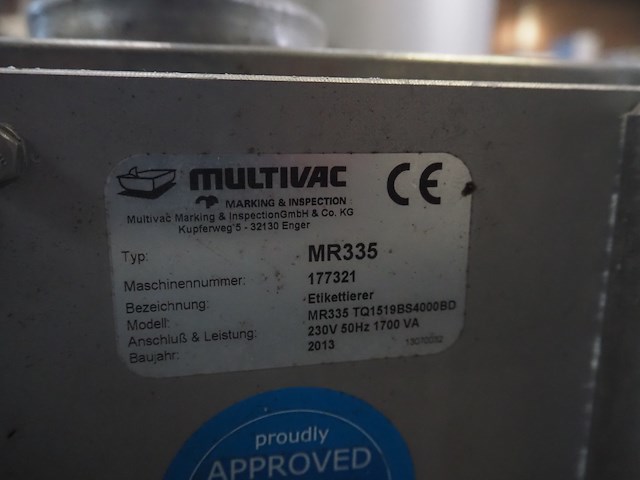 MULTIVAC
MARKING & INSPECTION
Multivac Marking & InspectionGmbH & Co. KG
Kupferweg 5 - 32130 Enger
CE
Typ: MR335
Maschinennummer: 177321
Bezeichnung: Etikettierer
Modell: MR335 TQ1519BS4000BD
Anschluß & Leistung: 230V 50Hz 1700 VA
Baujahr: 2013
proudly
APPROVED